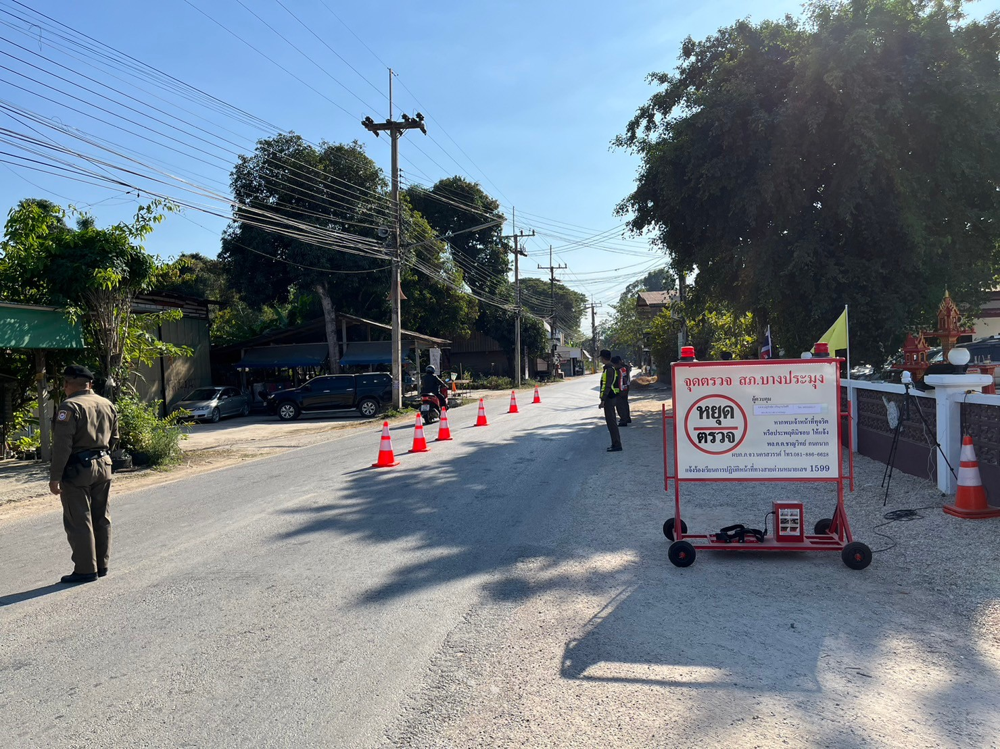 จุดตรวจ สภ.บางประมุง
ผู้ควบคุม
หยุด
ตรวจ
หากพบเจ้าหน้าที่ทุจริต
หรือประพฤติมิชอบ ให้แจ้ง
พล.ต.ต.ชาญวิทย์ กนกนาก
ผบก.ภ.จว.นครสวรรค์ โทร.081-886-6628
แจ้งร้องเรียนการปฏิบัติหน้าที่ทางสายด่วนหมายเลข 1599